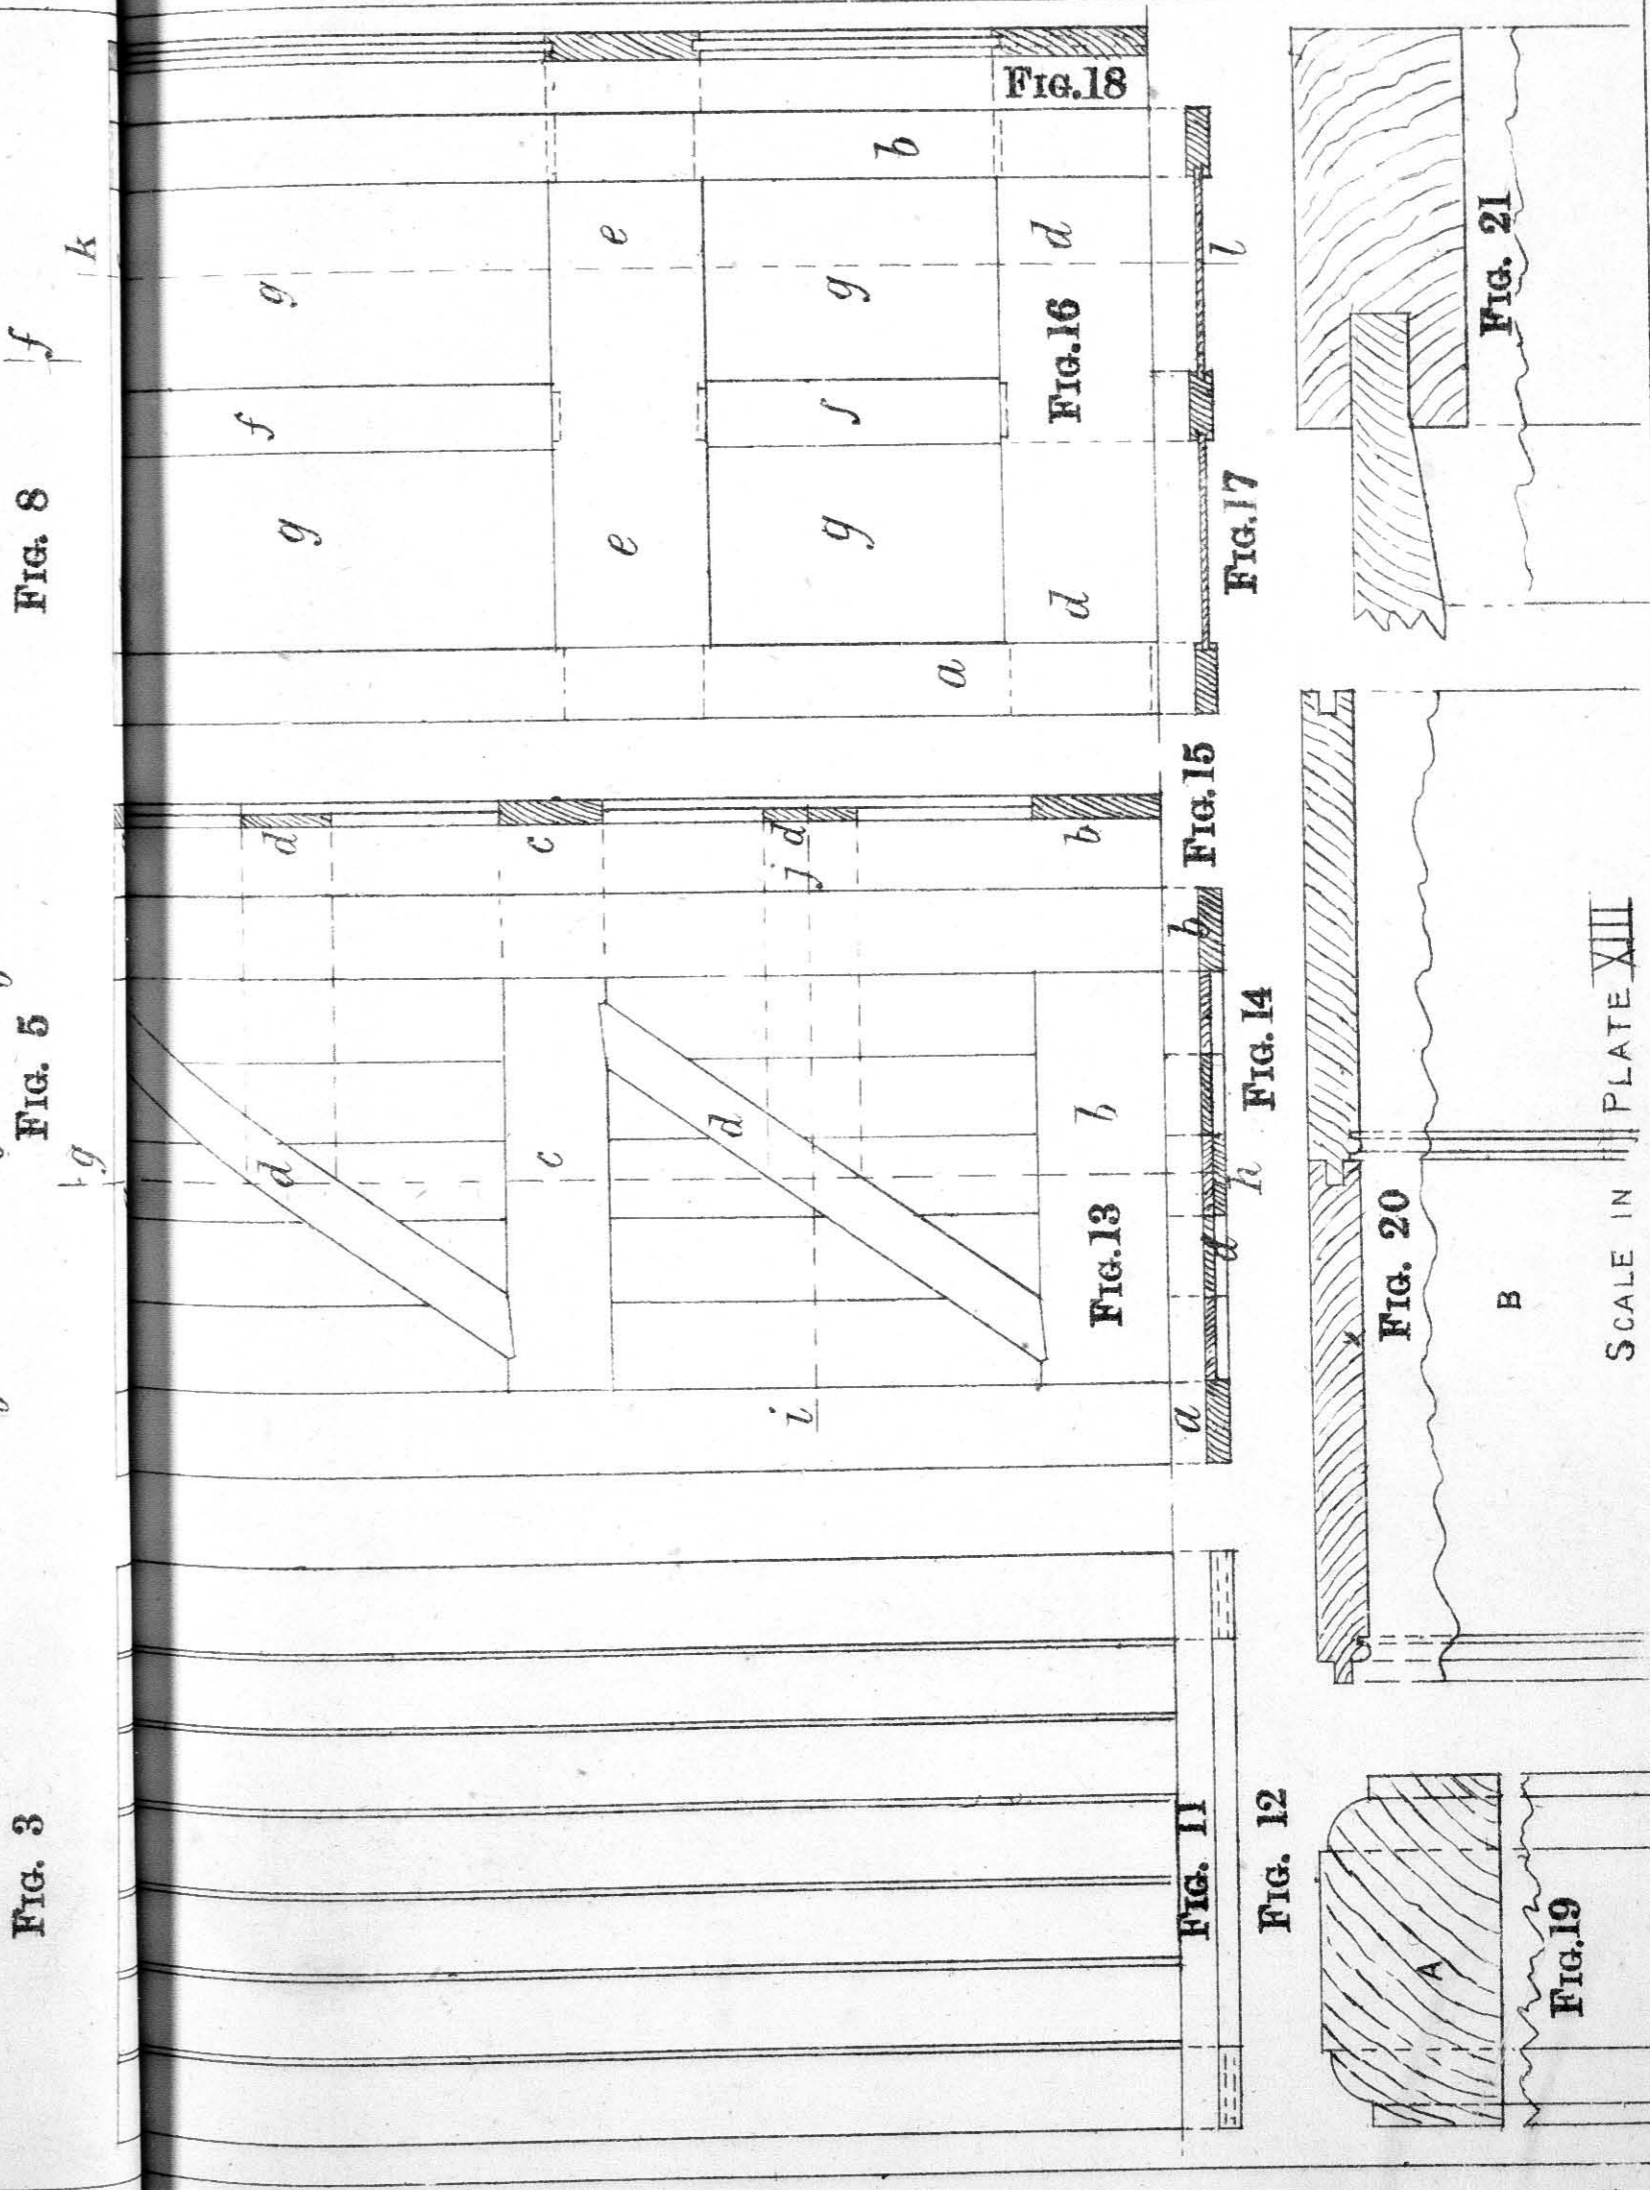 FIG. 3
FIG. 5
FIG. 8
g
f
k
d
d
c
c
d
d
j
i
b
b
FIG. 13
g
f
g
e
e
g
f
g
a
b
d
d
FIG. 16
FIG. 18
FIG. 11
FIG. 12
a
d
h
b
FIG. 14
FIG. 15
FIG. 17
l
A
FIG. 19
FIG. 20
B
FIG. 21
SCALE IN PLATE XIII